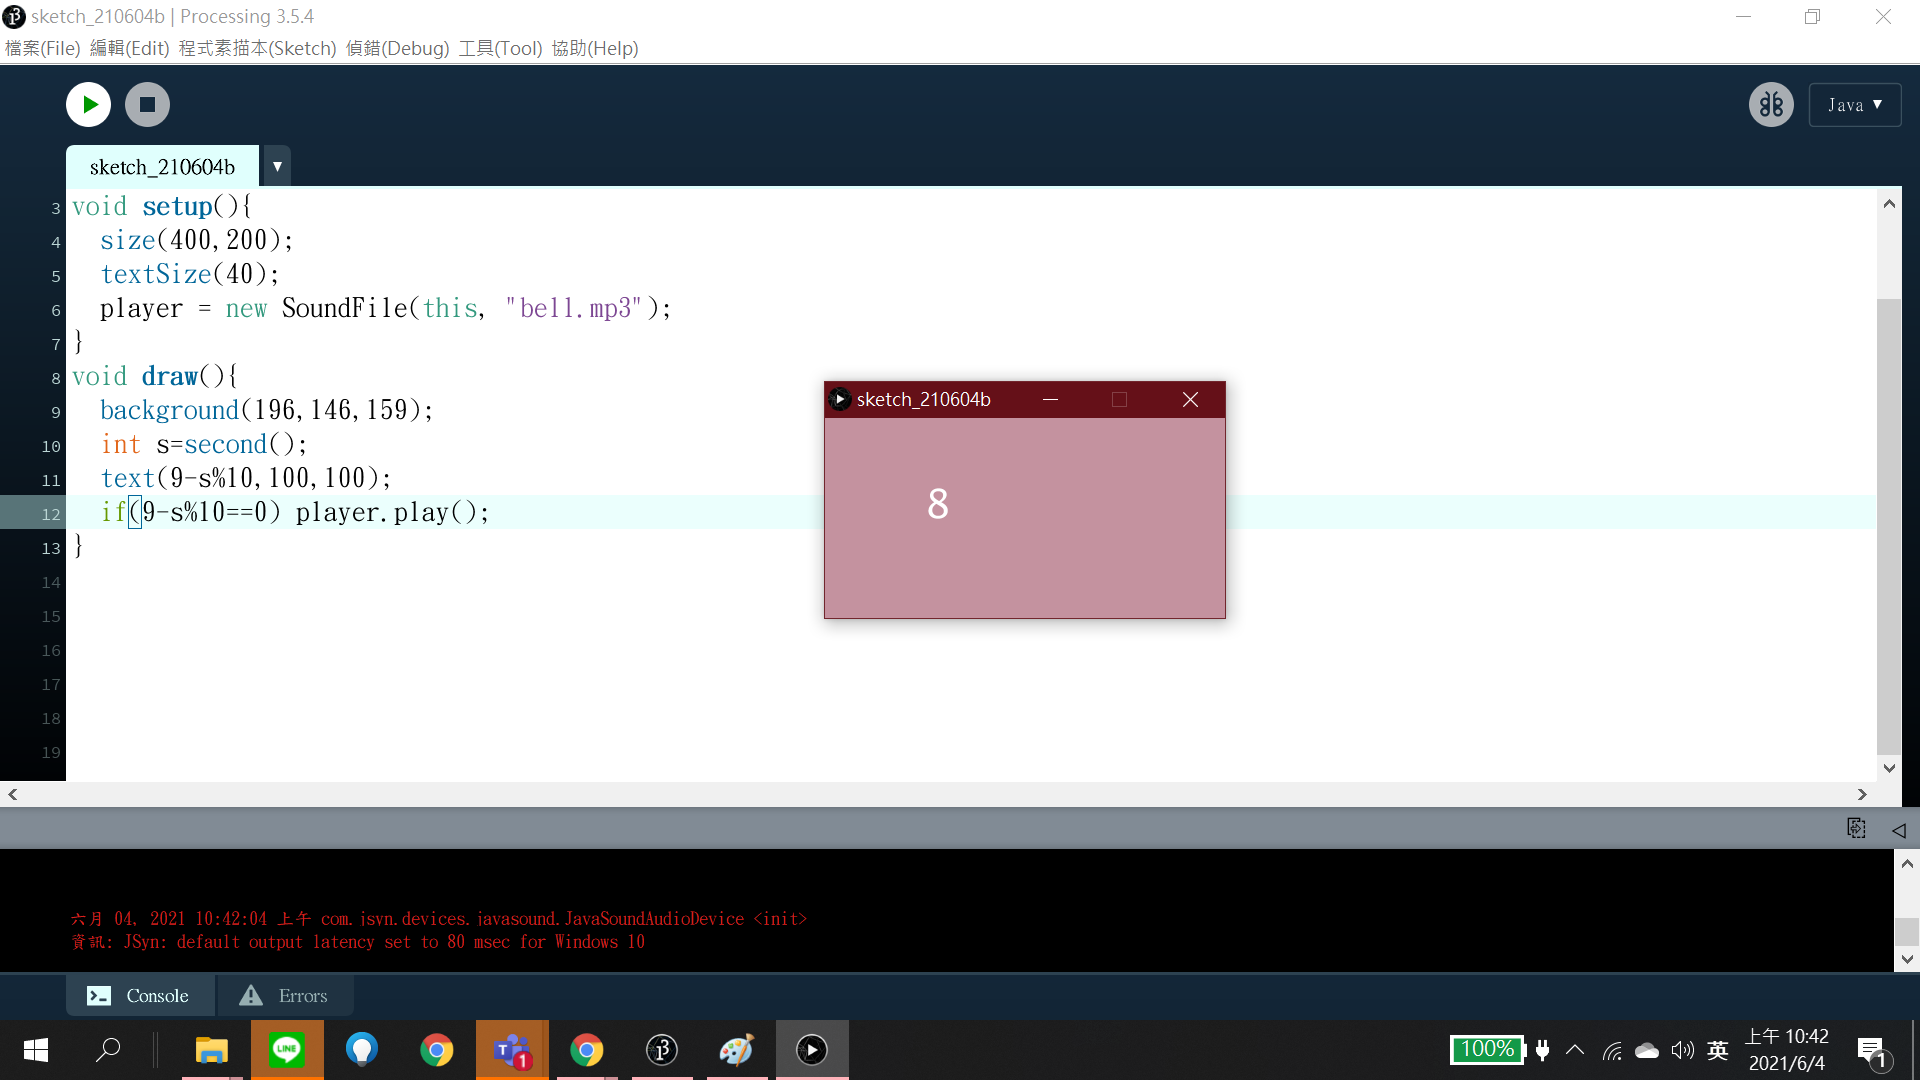 sketch_210604b | Processing 3.5.4
檔案(File) 編輯(Edit) 程式素描本(Sketch) 偵錯(Debug) 工具(Tool) 協助(Help)
Java ▼
sketch_210604b ▼
3 void setup(){
4 size(400,200);
5 textSize(40);
6 player = new SoundFile(this, "bell.mp3");
7 }
8 void draw(){
9 background(196,146,159);
10 int s=second();
11 text(9-s%10,100,100);
12 if(9-s%10==0) player.play();
13 }
14
15
16
17
18
19
sketch_210604b
8
六月 04, 2021 10:42:04 上午 com.jsyn.devices.javasound.JavaSoundAudioDevice <init>
資訊: JSyn: default output latency set to 80 msec for Windows 10
Console Errors
LINE
T 1
100%
英
上午 10:42
2021/6/4
1